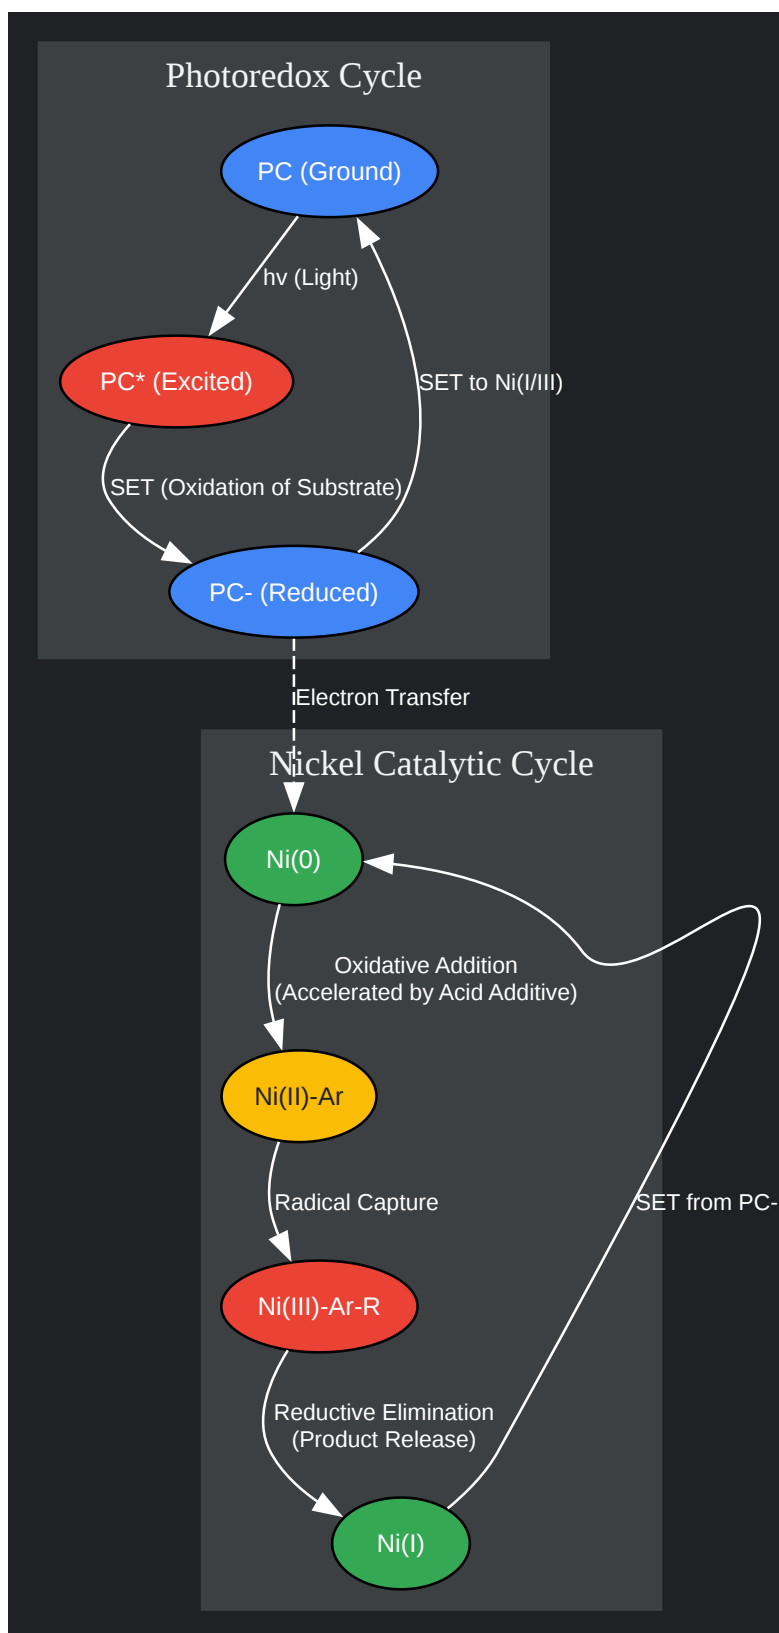 Photoredox Cycle
PC (Ground)
hv (Light)
PC* (Excited)
SET to Ni(I/III)
SET (Oxidation of Substrate)
PC- (Reduced)
Electron Transfer
Nickel Catalytic Cycle
Ni(0)
Oxidative Addition
(Accelerated by Acid Additive)
Ni(II)-Ar
Radical Capture
SET from PC-
Ni(III)-Ar-R
Reductive Elimination
(Product Release)
Ni(I)